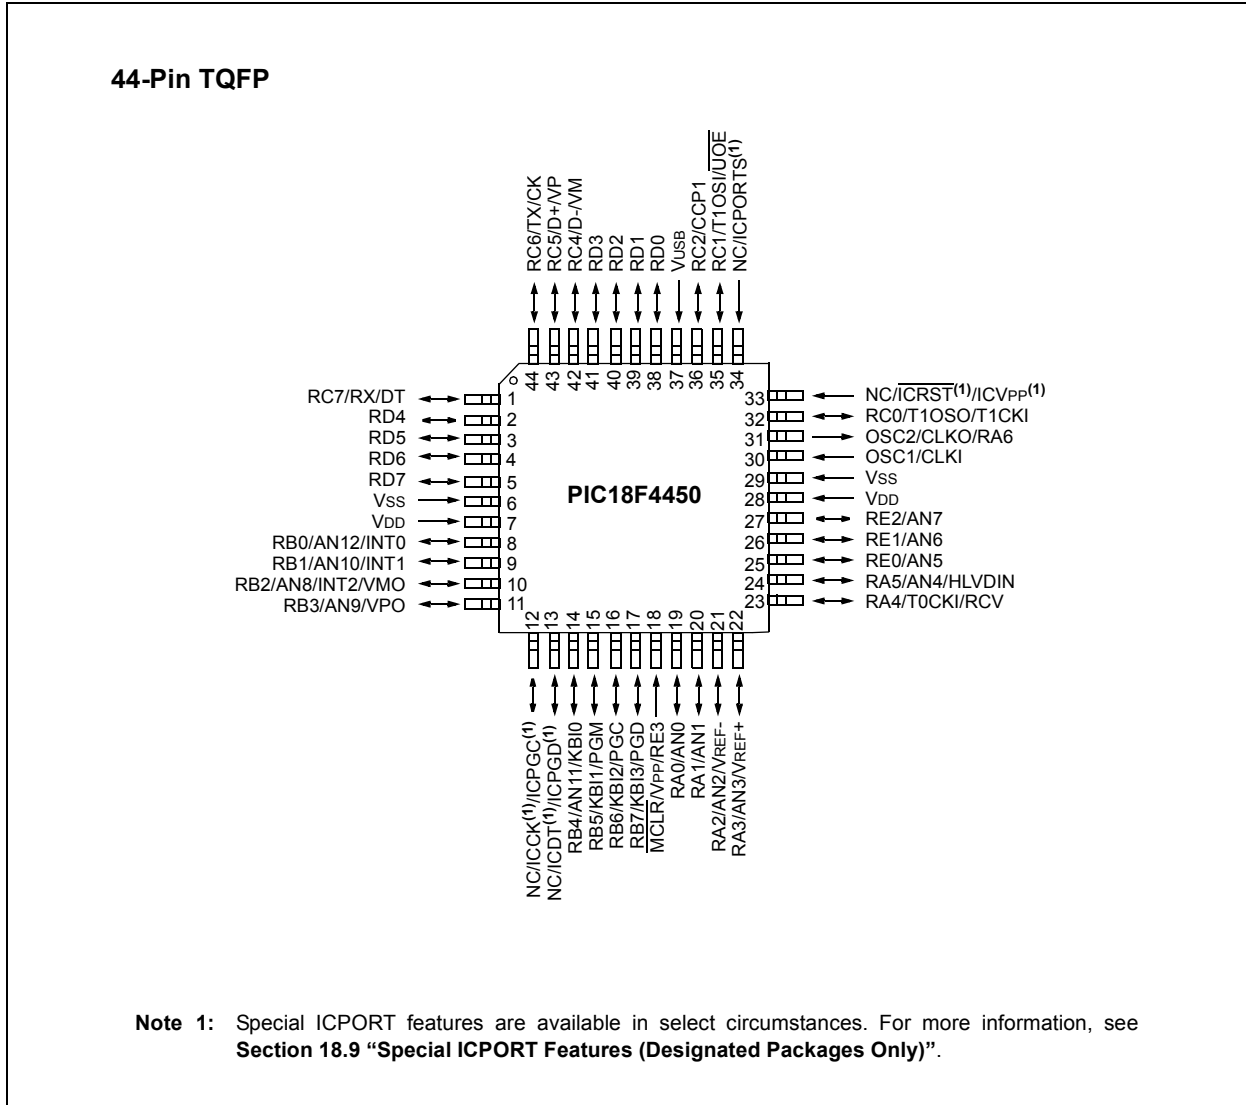 44-Pin TQFP
RC6/TX/CK
RC5/D+/VP
RC4/D-/VM
RD3
RD2
RD1
RD0
VUSB
RC2/CCP1
RC1/T1OSI/UOE
NC/ICPORTS(1)
44
43
42
41
40
39
38
37
36
35
34
RC7/RX/DT
RD4
RD5
RD6
RD7
VSS
VDD
RB0/AN12/INT0
RB1/AN10/INT1
RB2/AN8/INT2/VMO
RB3/AN9/VPO
1
2
3
4
5
6
7
8
9
10
11
PIC18F4450
33
32
31
30
29
28
27
26
25
24
23
NC/ICRST(1)/ICVPP(1)
RC0/T1OSO/T1CKI
OSC2/CLKO/RA6
OSC1/CLKI
VSS
VDD
RE2/AN7
RE1/AN6
RE0/AN5
RA5/AN4/HLVDIN
RA4/T0CKI/RCV
12
13
14
15
16
17
18
19
20
21
22
NC/ICCK(1)/ICPGC(1)
NC/ICDT(1)/ICPGD(1)
RB4/AN11/KBI0
RB5/KBI1/PGM
RB6/KBI2/PGC
RB7/KBI3/PGD
MCLR/VPP/RE3
RA0/AN0
RA1/AN1
RA2/AN2/VREF-
RA3/AN3/VREF+
Note 1: Special ICPORT features are available in select circumstances. For more information, see
Section 18.9 “Special ICPORT Features (Designated Packages Only)”.